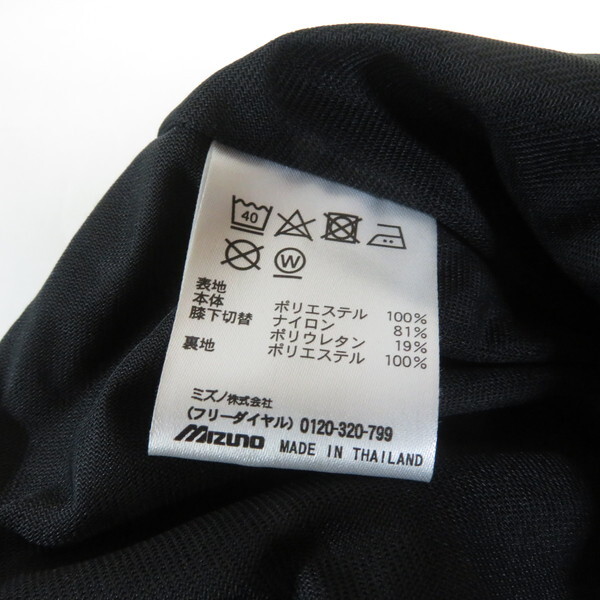 40
W
表地
本体 ポリエステル 100%
膝下切替 ナイロン 81%
ポリウレタン 19%
裏地 ポリエステル 100%
ミズノ株式会社
(フリーダイヤル) 0120-320-799
MIZUNO MADE IN THAILAND